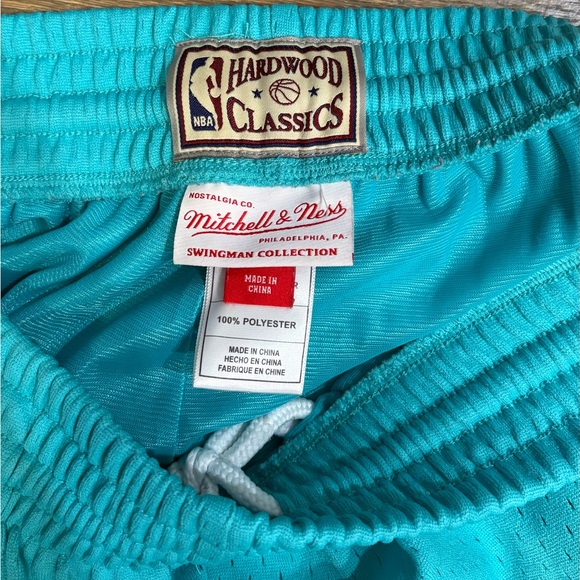 HARDWOOD
NBA
CLASSICS
NOSTALGIA CO.
Mitchell & Ness
PHILADELPHIA, PA.
SWINGMAN COLLECTION
MADE IN
CHINA
R
100% POLYESTER
MADE IN CHINA
HECHO EN CHINA
FABRIQUE EN CHINE